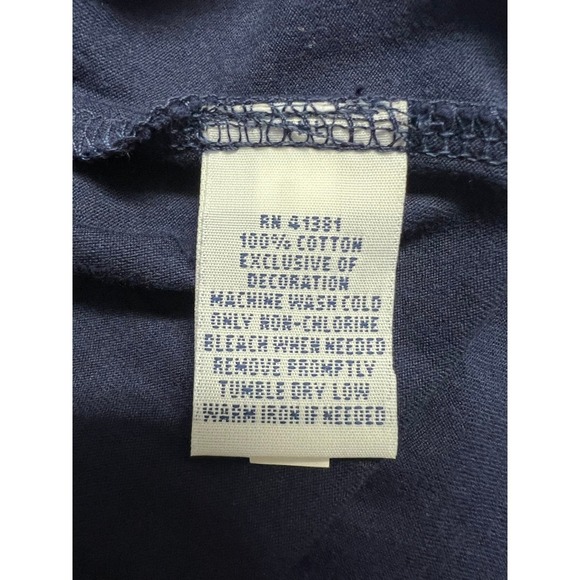 RN 41381
100% COTTON
EXCLUSIVE OF
DECORATION
MACHINE WASH COLD
ONLY NON-CHLORINE
BLEACH WHEN NEEDED
REMOVE PROMPTLY
TUMBLE DRY LOW
WARM IRON IF NEEDED